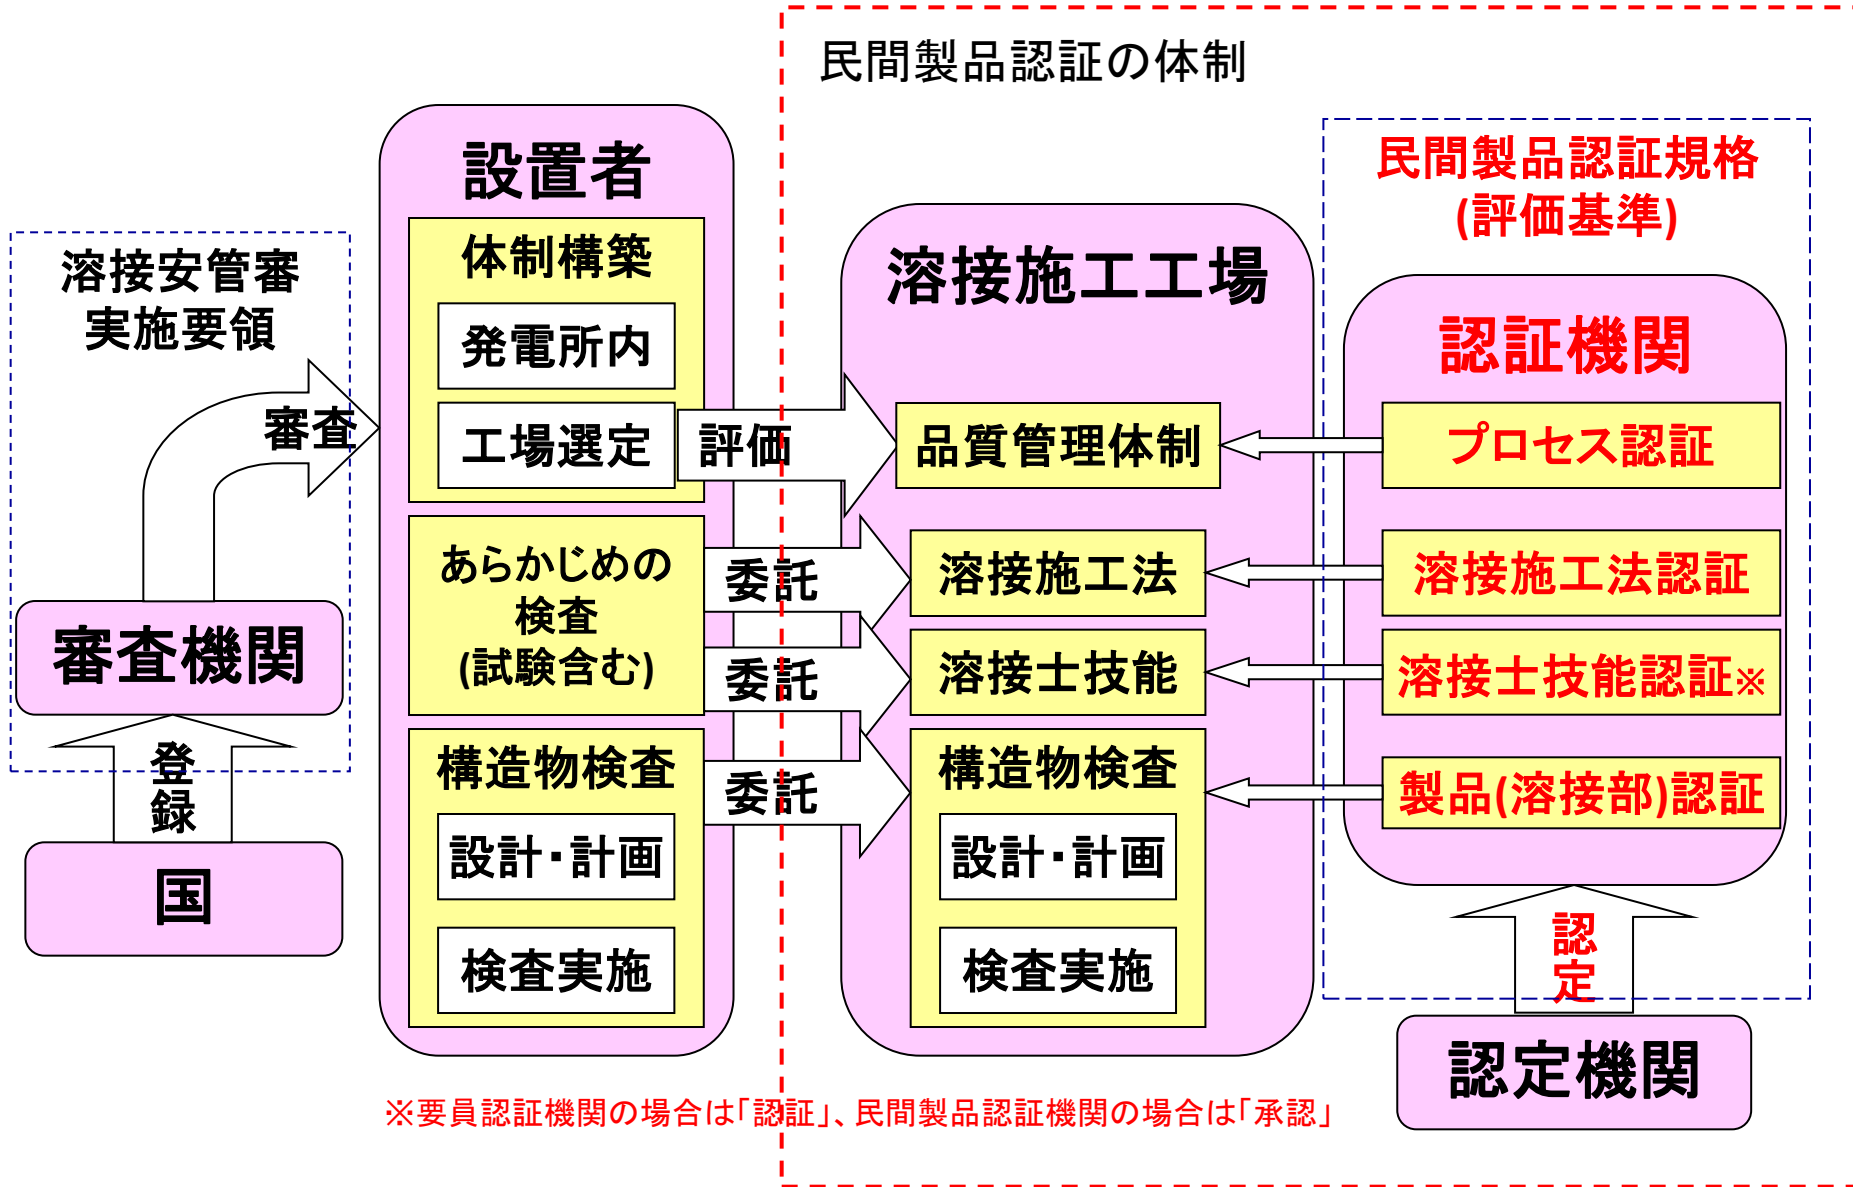 民間製品認証の体制
溶接安管審
実施要領
審査
審査機関
登
録
国
設置者
体制構築
発電所内
工場選定
あらかじめの
検査
(試験含む)
構造物検査
設計・計画
検査実施
評価
委託
委託
委託
溶接施工工場
品質管理体制
溶接施工法
溶接士技能
構造物検査
設計・計画
検査実施
民間製品認証規格
(評価基準)
認証機関
プロセス認証
溶接施工法認証
溶接士技能認証※
製品(溶接部)認証
認
定
認定機関
※要員認証機関の場合は「認証」、民間製品認証機関の場合は「承認」